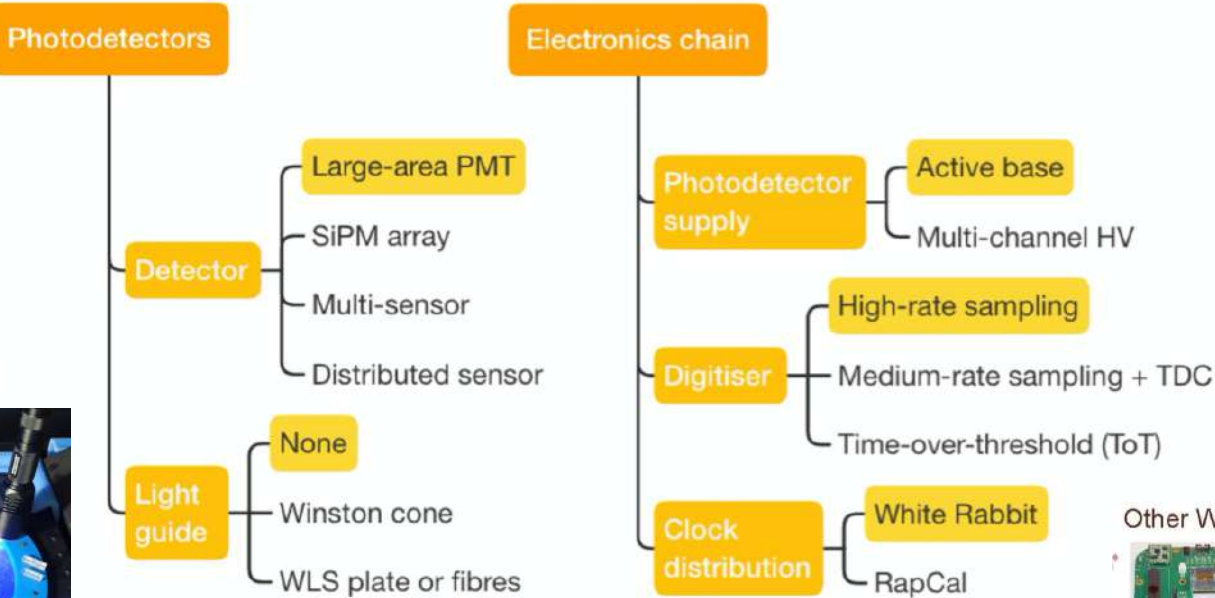 Photodetectors
Detector
Large-area PMT
SiPM array
Multi-sensor
Distributed sensor
Light
guide
None
Winston cone
WLS plate or fibres
Electronics chain
Photodetector
supply
Active base
Multi-channel HV
Digitiser
High-rate sampling
Medium-rate sampling + TDC
Time-over-threshold (ToT)
Clock
distribution
White Rabbit
RapCal
Other